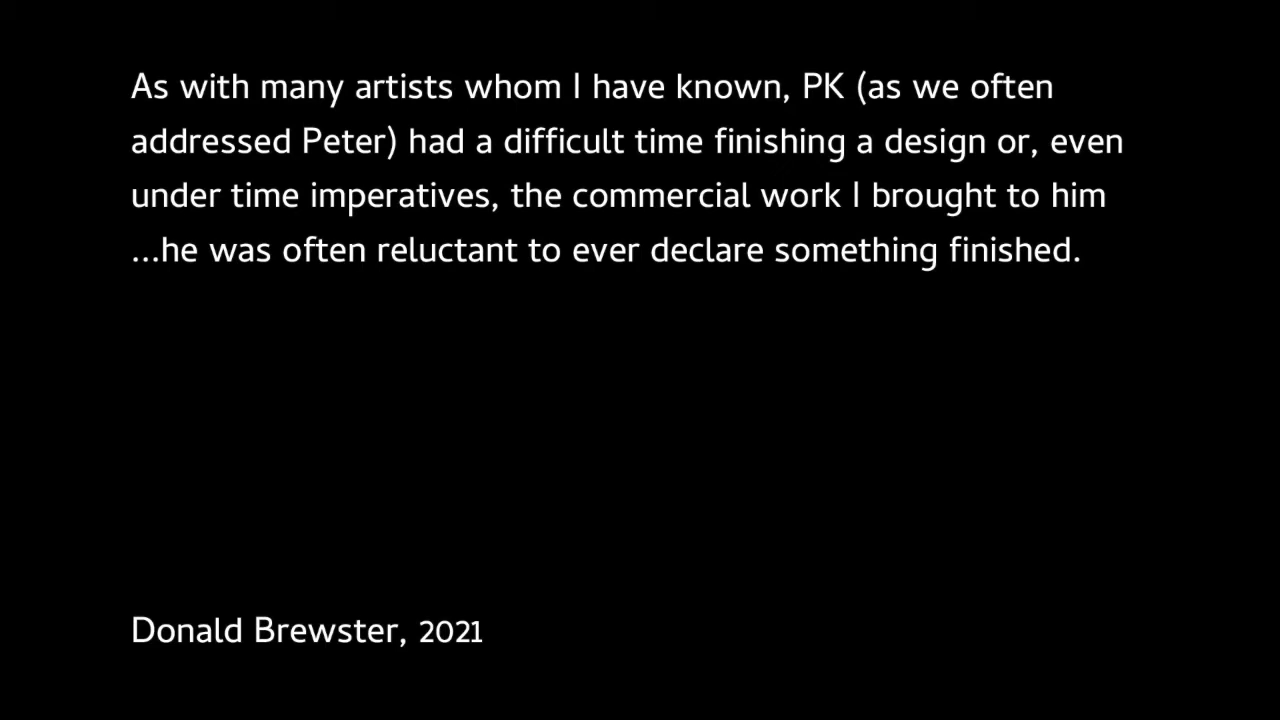 As with many artists whom I have known, PK (as we often
addressed Peter) had a difficult time finishing a design or, even
under time imperatives, the commercial work I brought to him
...he was often reluctant to ever declare something finished.
Donald Brewster, 2021